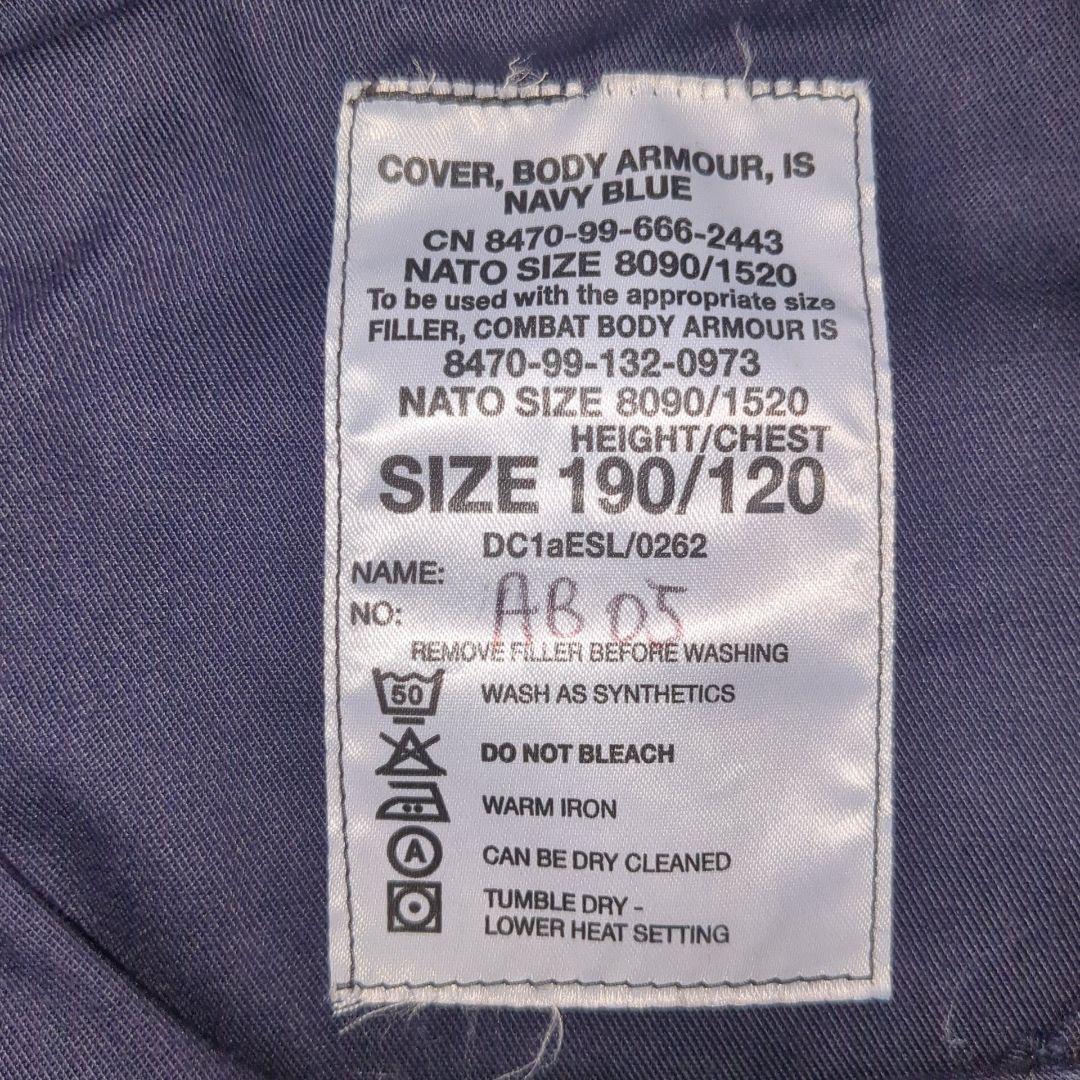 COVER, BODY ARMOUR, IS
NAVY BLUE
CN 8470-99-666-2443
NATO SIZE 8090/1520
To be used with the appropriate size
FILLER, COMBAT BODY ARMOUR IS
8470-99-132-0973
NATO SIZE 8090/1520
HEIGHT/CHEST
SIZE 190/120
DC1aESL/0262
NAME:
NO: AB 05
REMOVE FILLER BEFORE WASHING
50 WASH AS SYNTHETICS
DO NOT BLEACH
WARM IRON
A CAN BE DRY CLEANED
TUMBLE DRY -
LOWER HEAT SETTING